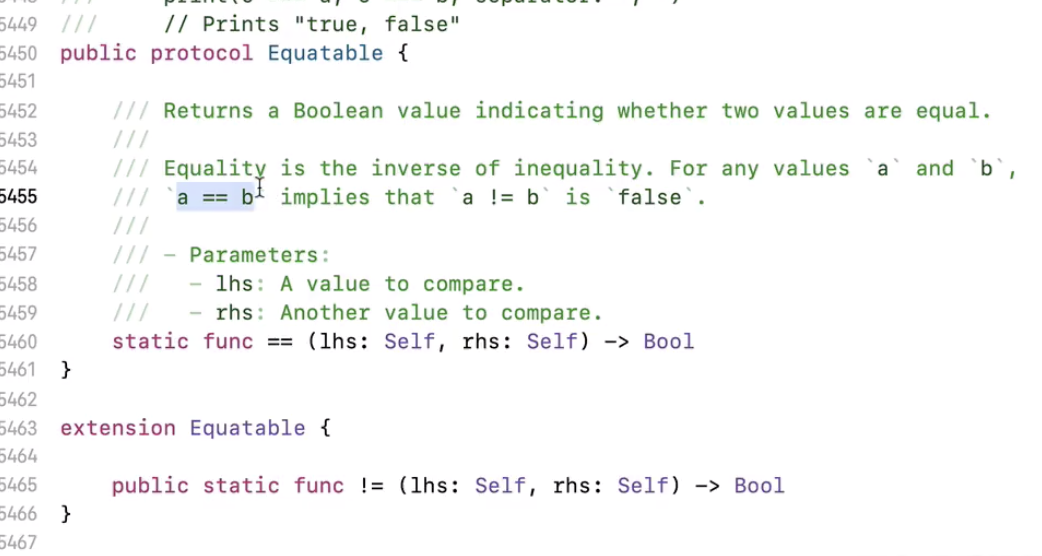 5449 /// // Prints "true, false"
5450 public protocol Equatable {
5451
5452 /// Returns a Boolean value indicating whether two values are equal.
5453 ///
5454 /// Equality is the inverse of inequality. For any values `a` and `b`,
5455 /// `a == b` implies that `a != b` is `false`.
5456 ///
5457 /// - Parameters:
5458 ///   - lhs: A value to compare.
5459 ///   - rhs: Another value to compare.
5460 static func == (lhs: Self, rhs: Self) -> Bool
5461 }
5462
5463 extension Equatable {
5464
5465 public static func != (lhs: Self, rhs: Self) -> Bool
5466 }
5467